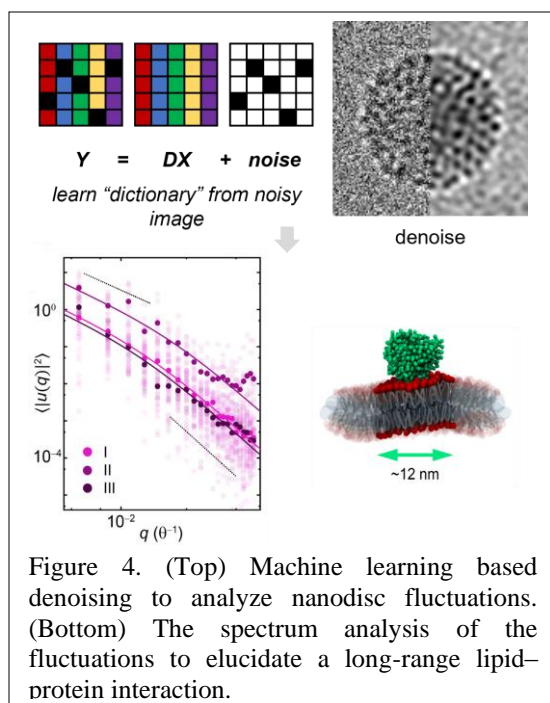 Y = DX + noise
learn “dictionary” from noisy
image
denoise
10⁰
10⁻⁴
⟨|u(q)|²⟩
I
II
III
10⁻²
q (θ⁻¹)
~12 nm
Figure 4. (Top) Machine learning based
denoising to analyze nanodisc fluctuations.
(Bottom) The spectrum analysis of the
fluctuations to elucidate a long-range lipid–
protein interaction.